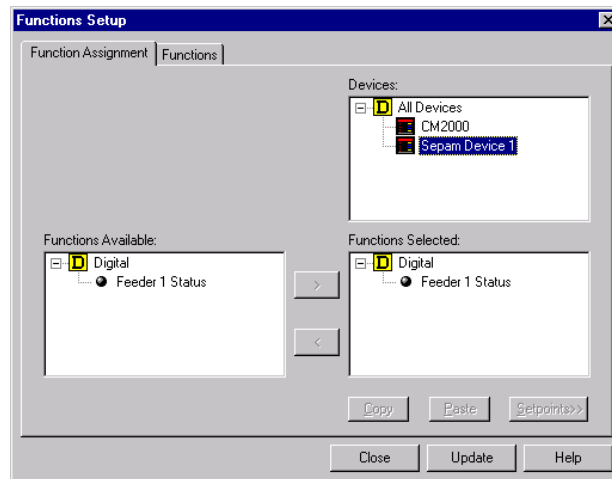 Functions Setup
Function Assignment Functions
Devices:
D All Devices
CM2000
Sepam Device 1
Functions Available:
D Digital
Feeder 1 Status
>
<
Functions Selected:
D Digital
Feeder 1 Status
Copy Paste Setpoints>>
Close Update Help